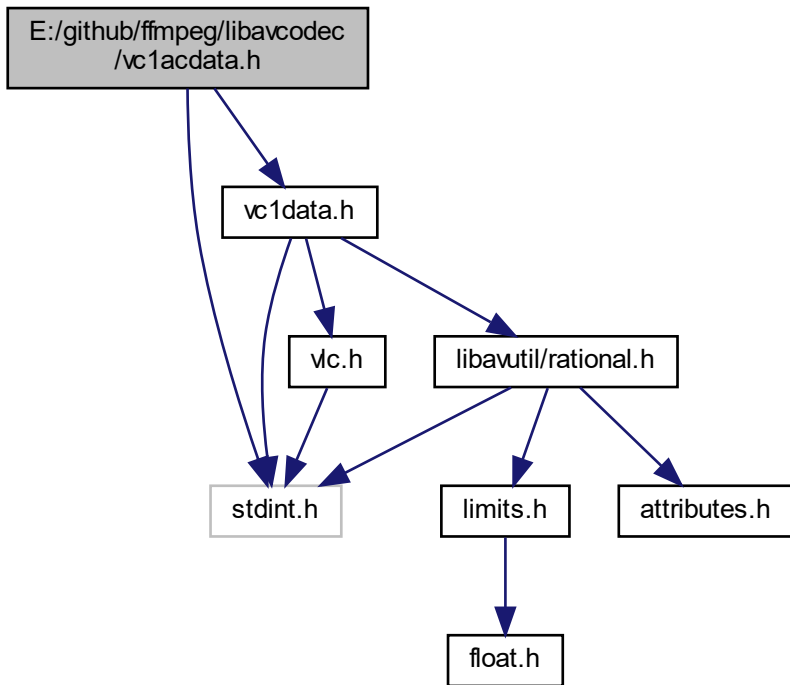 E:/github/ffmpeg/libavcodec
/vc1acdata.h
vc1data.h
vlc.h
libavutil/rational.h
stdint.h
limits.h
attributes.h
float.h